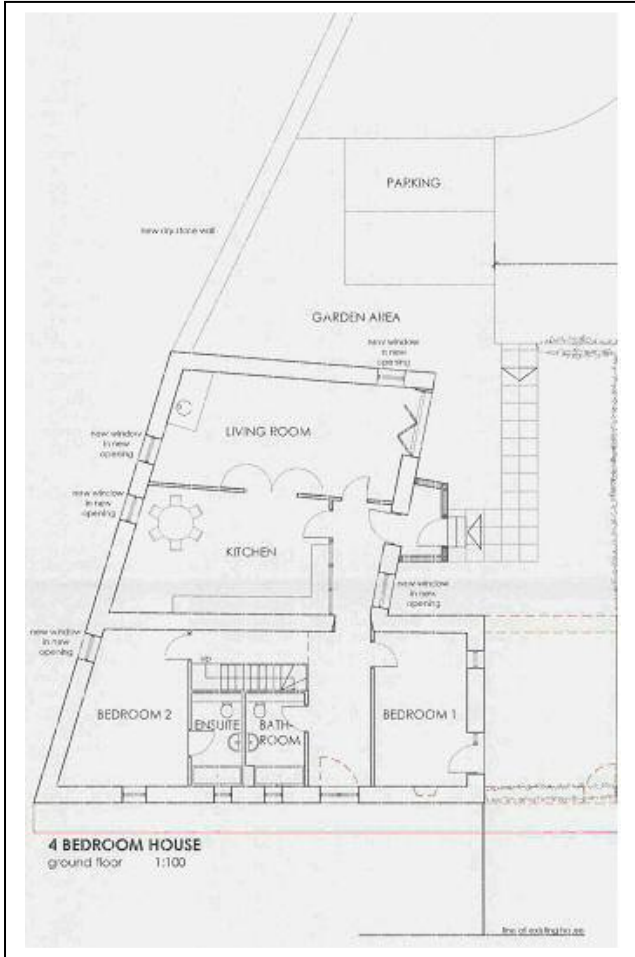 PARKING
new dry stone wall
GARDEN AREA
new window
in new
opening
LIVING ROOM
new window
in new
opening
new window
in new
opening
KITCHEN
new window
in new
opening
new window
in new
opening
UP
BEDROOM 2
ENSUITE
BATH-
ROOM
BEDROOM 1
4 BEDROOM HOUSE
ground floor 1:100
line of existing house